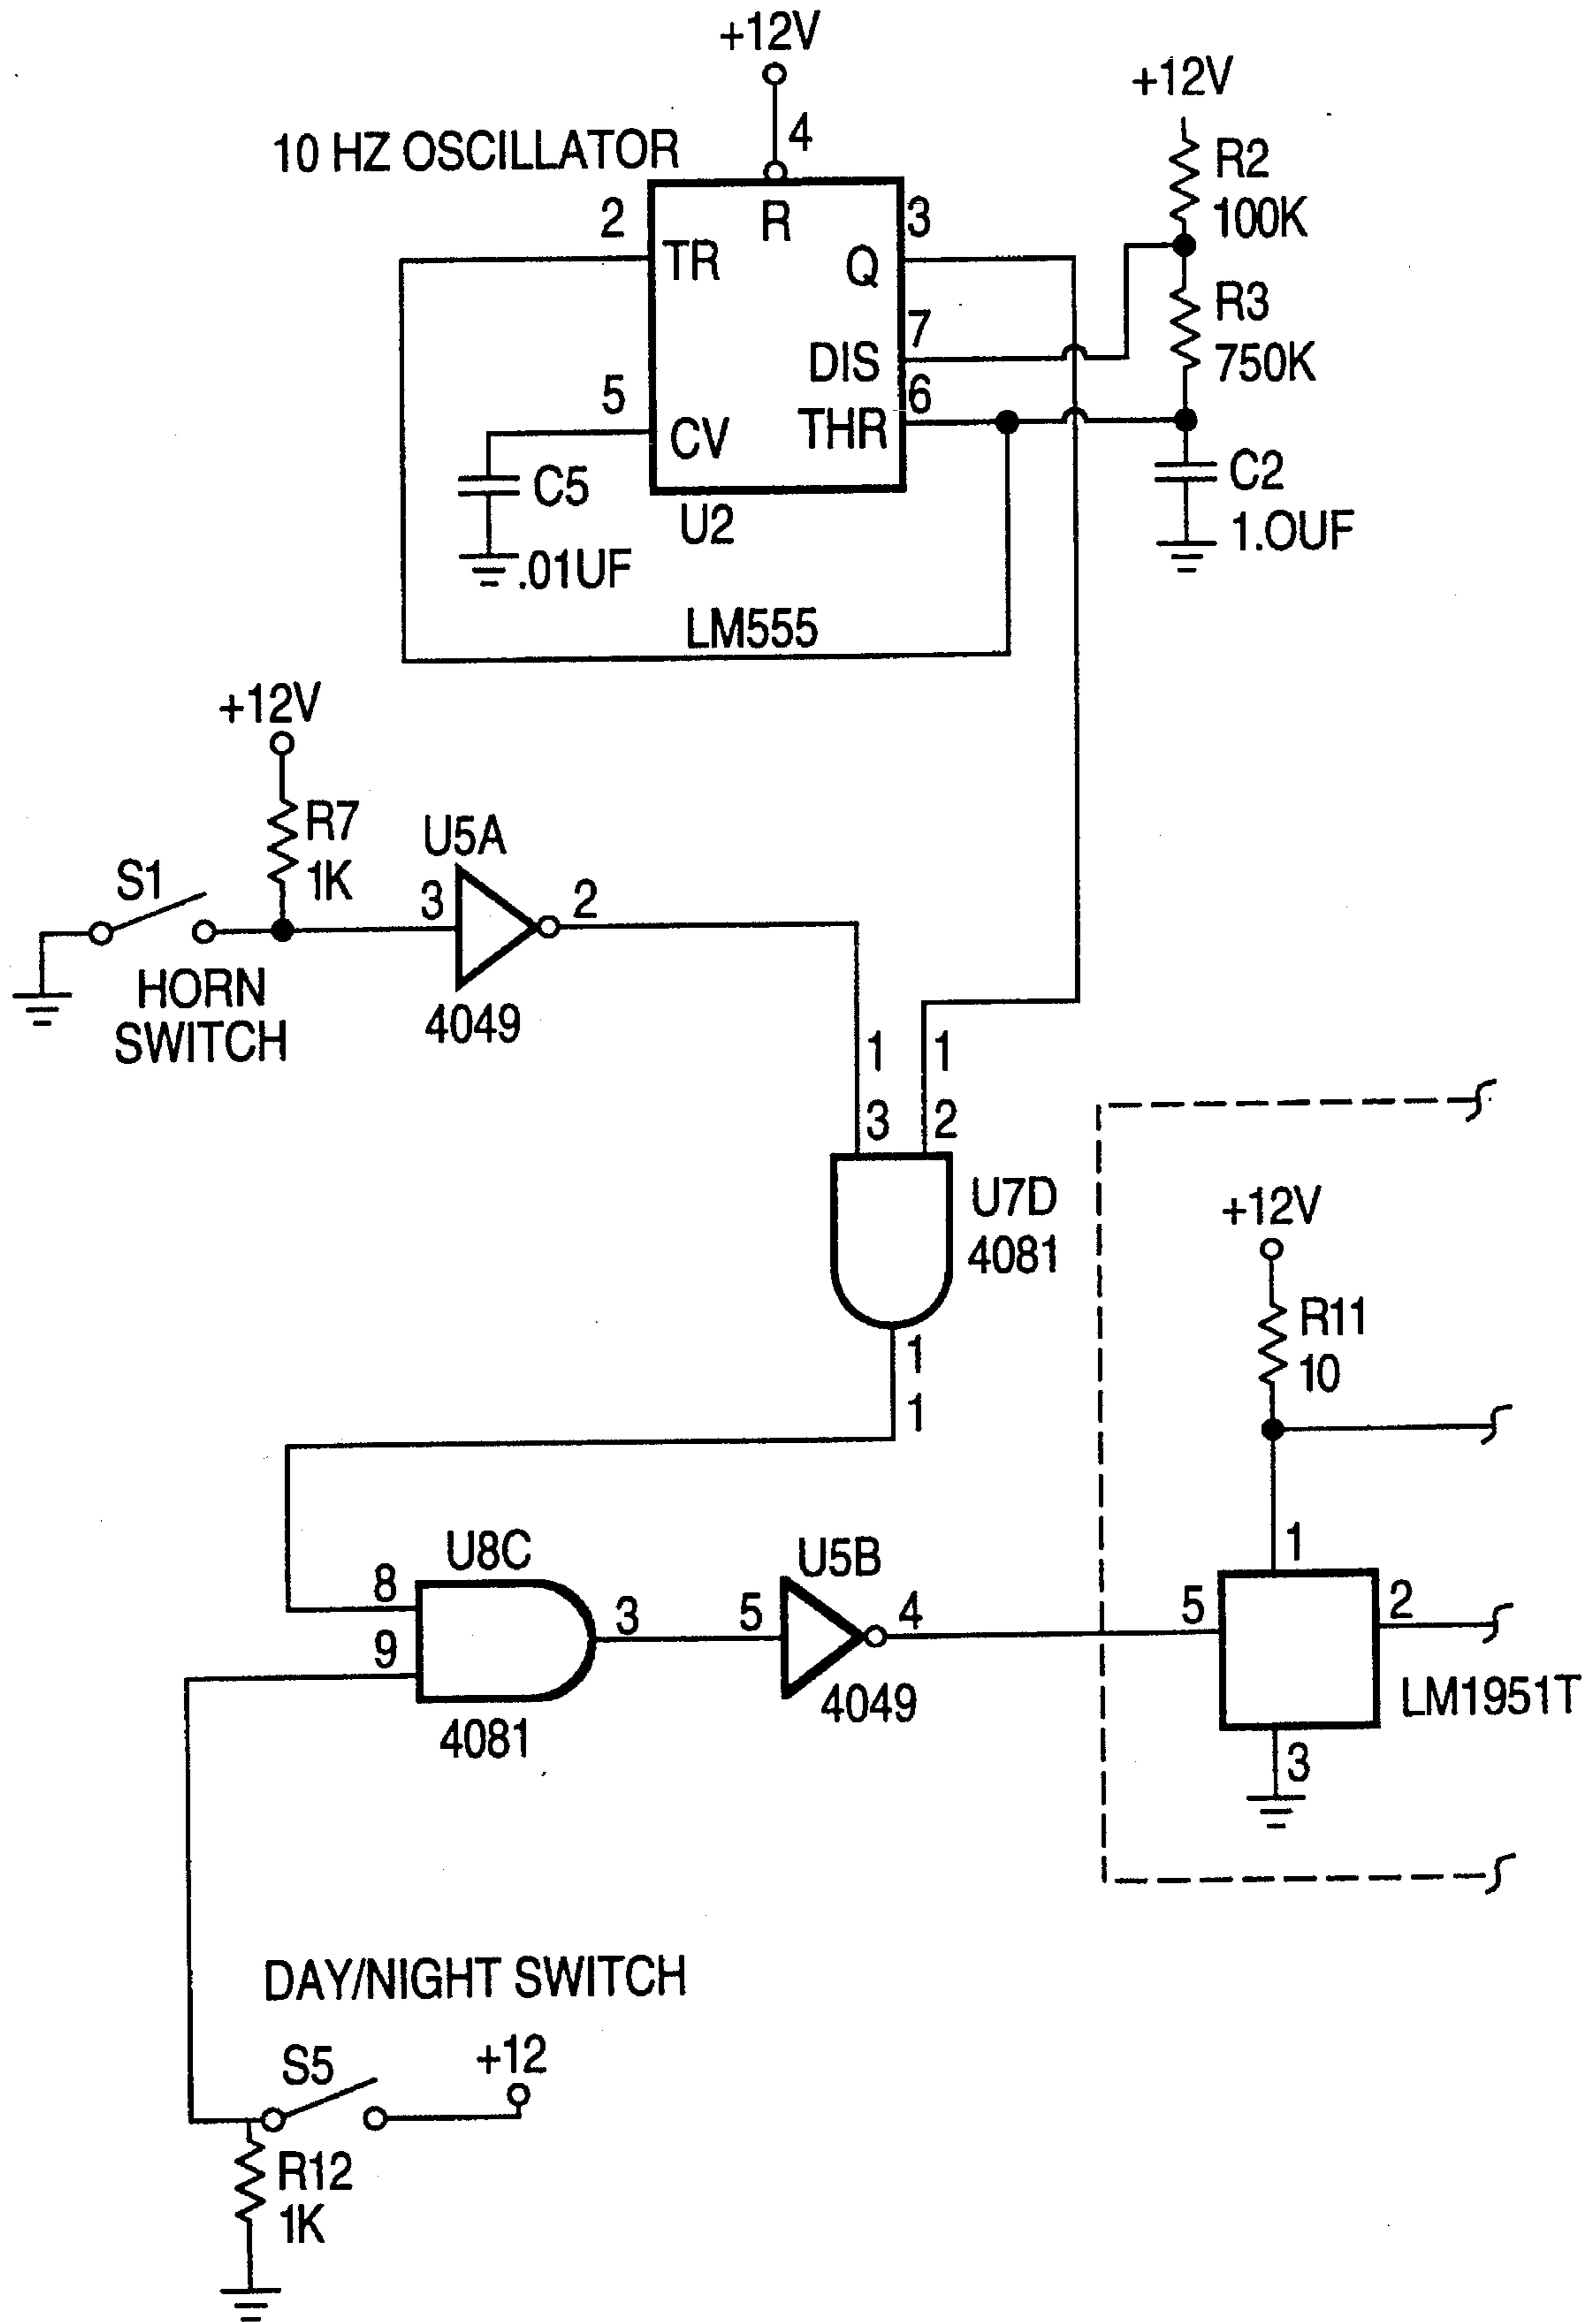 +12V
+12V
10 HZ OSCILLATOR
4
R2
100K
2
R
3
TR
Q
7
R3
750K
DIS
5
6
CV
THR
C5
.01UF
U2
C2
1.OUF
LM555
+12V
R7
1K
U5A
S1
3
2
HORN
SWITCH
4049
1
1
3
2
U7D
4081
+12V
R11
10
1
1
U8C
U5B
1
8
9
3
5
4
5
2
4081
4049
LM1951T
3
DAY/NIGHT SWITCH
S5
+12
R12
1K